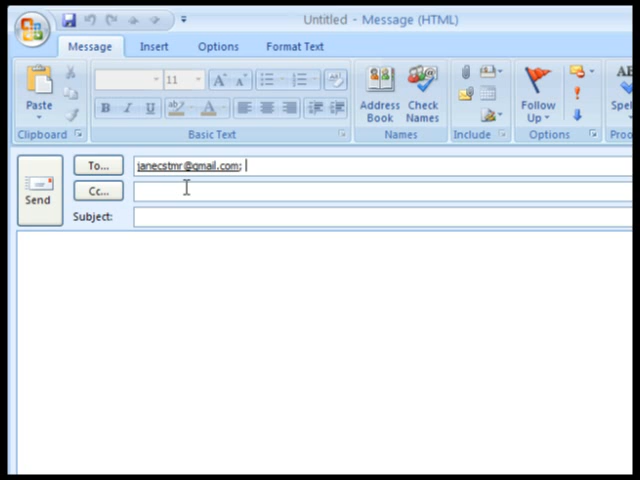 Untitled - Message (HTML)
Message Insert Options Format Text
Paste
11
Address Book
Check Names
Follow Up
Clipboard
Basic Text
Names
Include
Options
To...
janecstmr@gmail.com;
Cc...
Send
Subject: